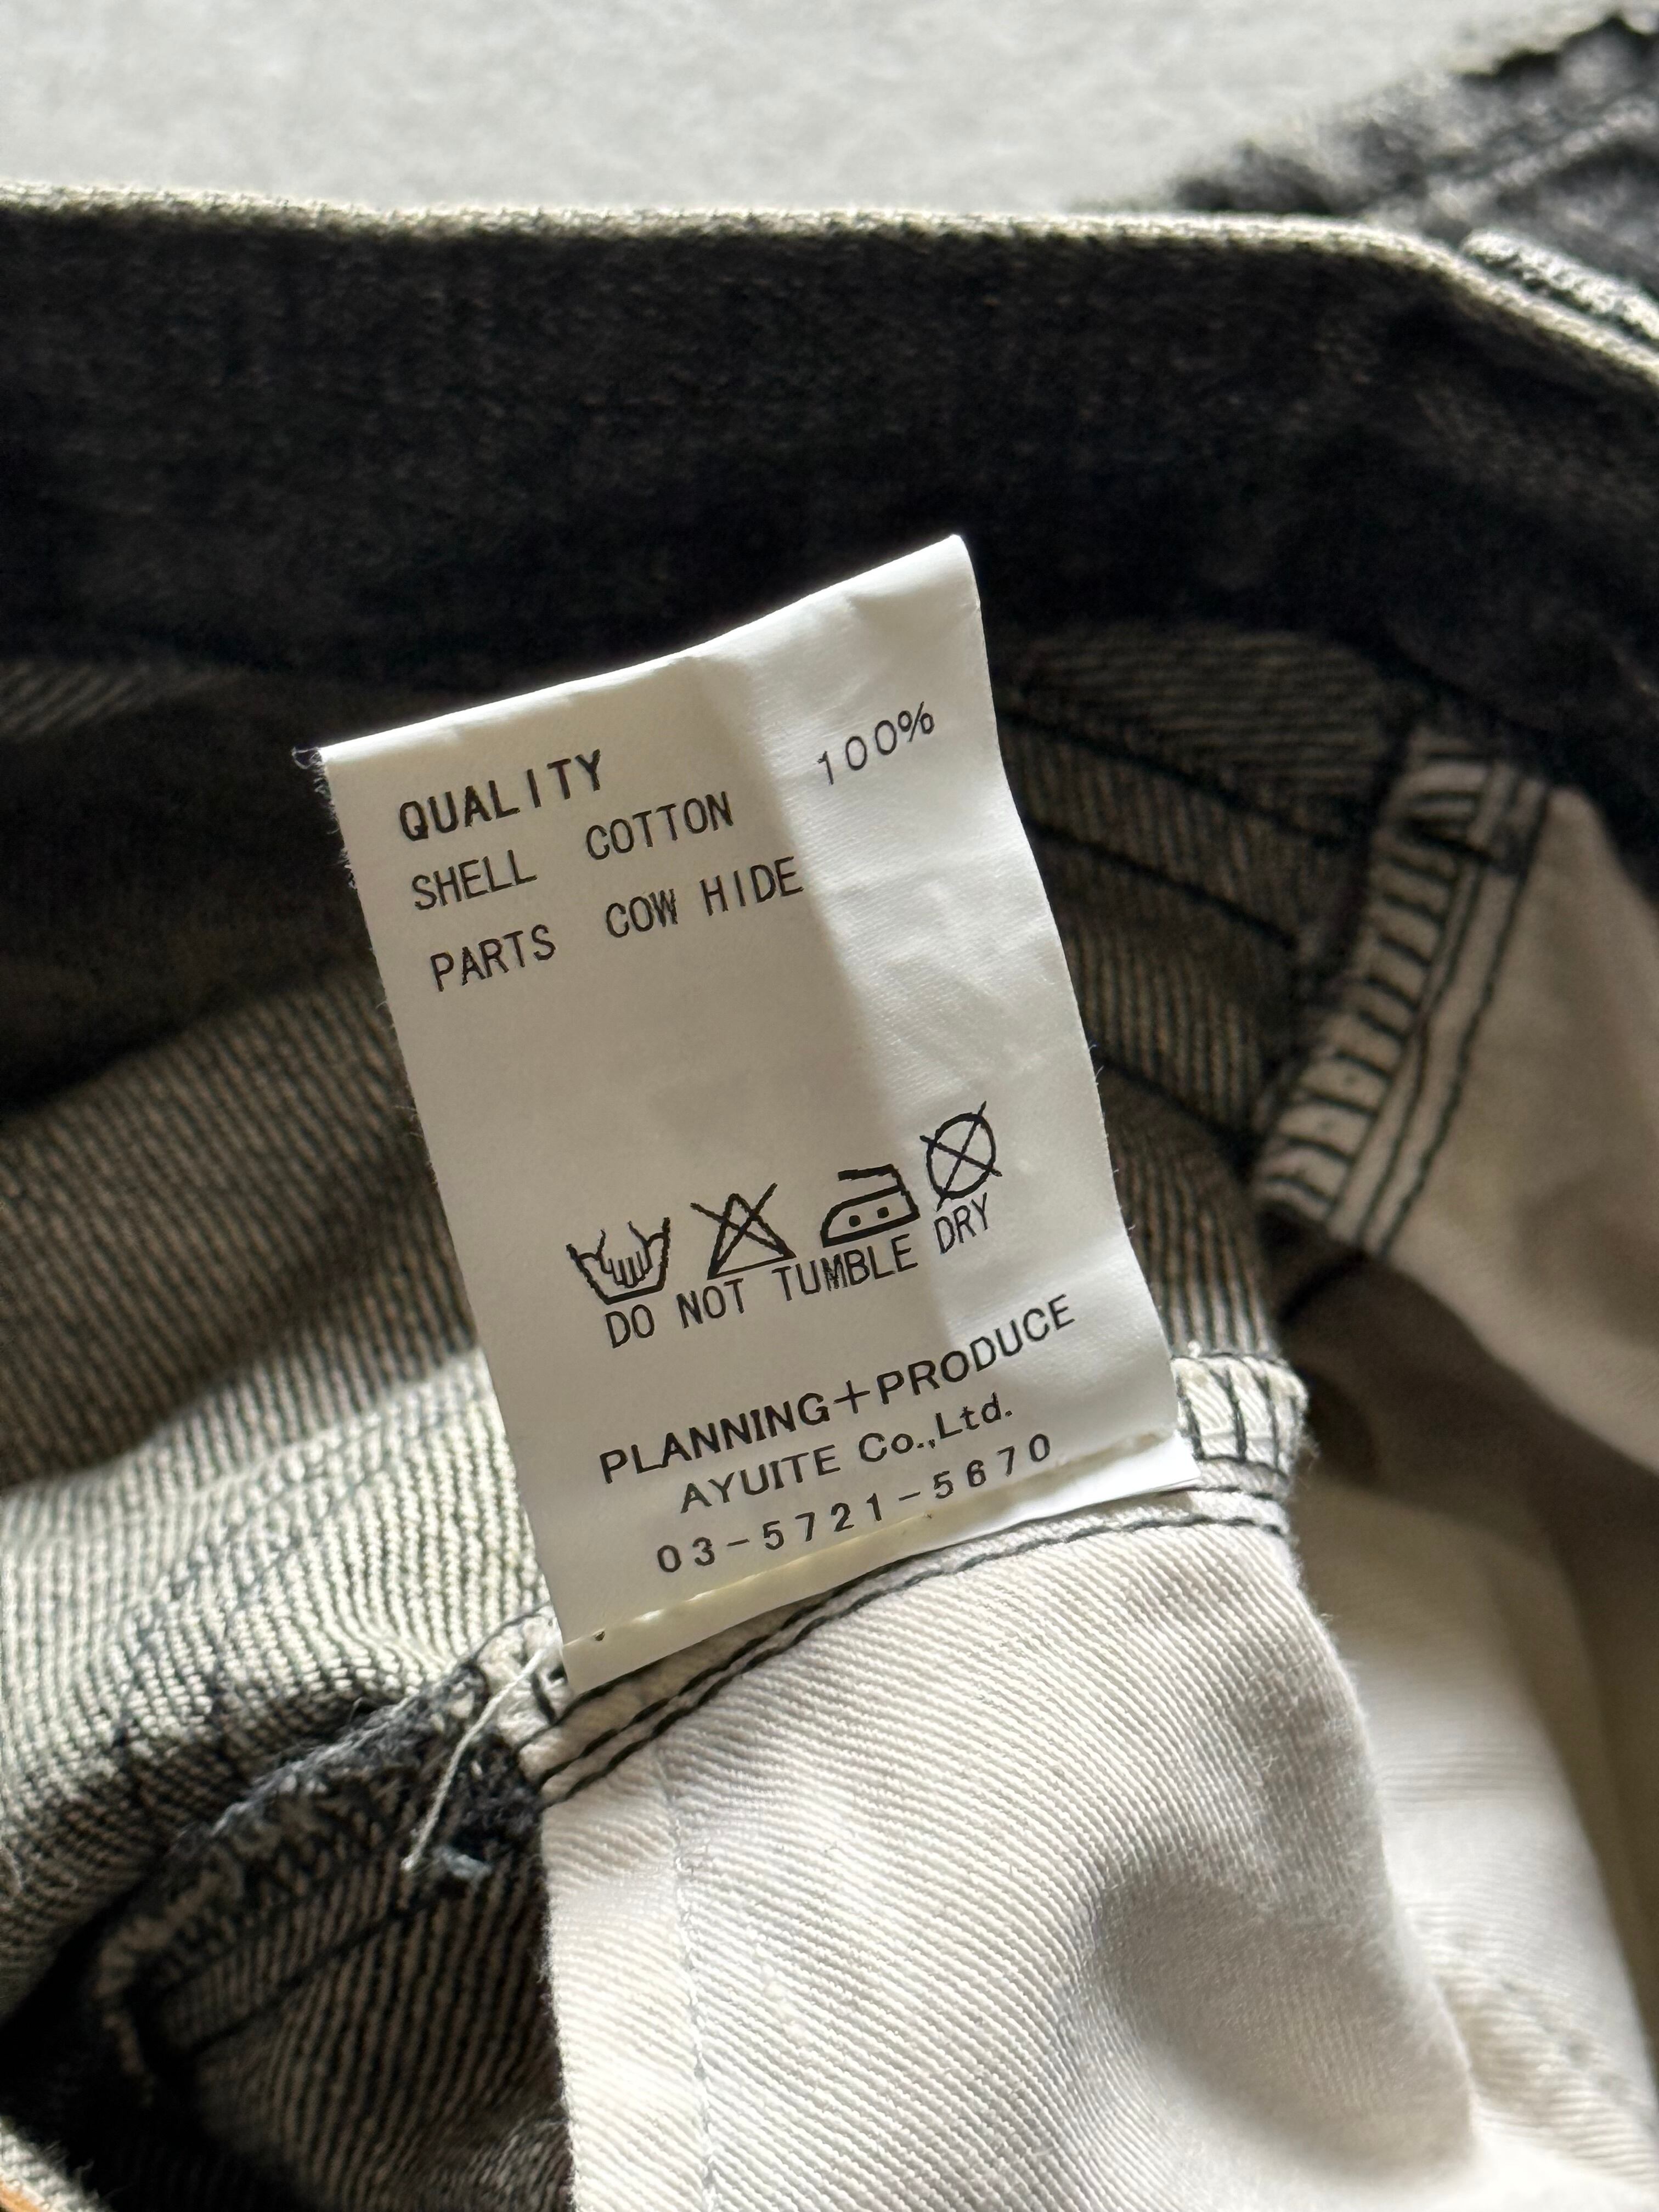 QUALITY
SHELL COTTON 100%
PARTS COW HIDE
DO NOT TUMBLE DRY
PLANNING+PRODUCE
AYUITE Co.,Ltd.
03-5721-5670